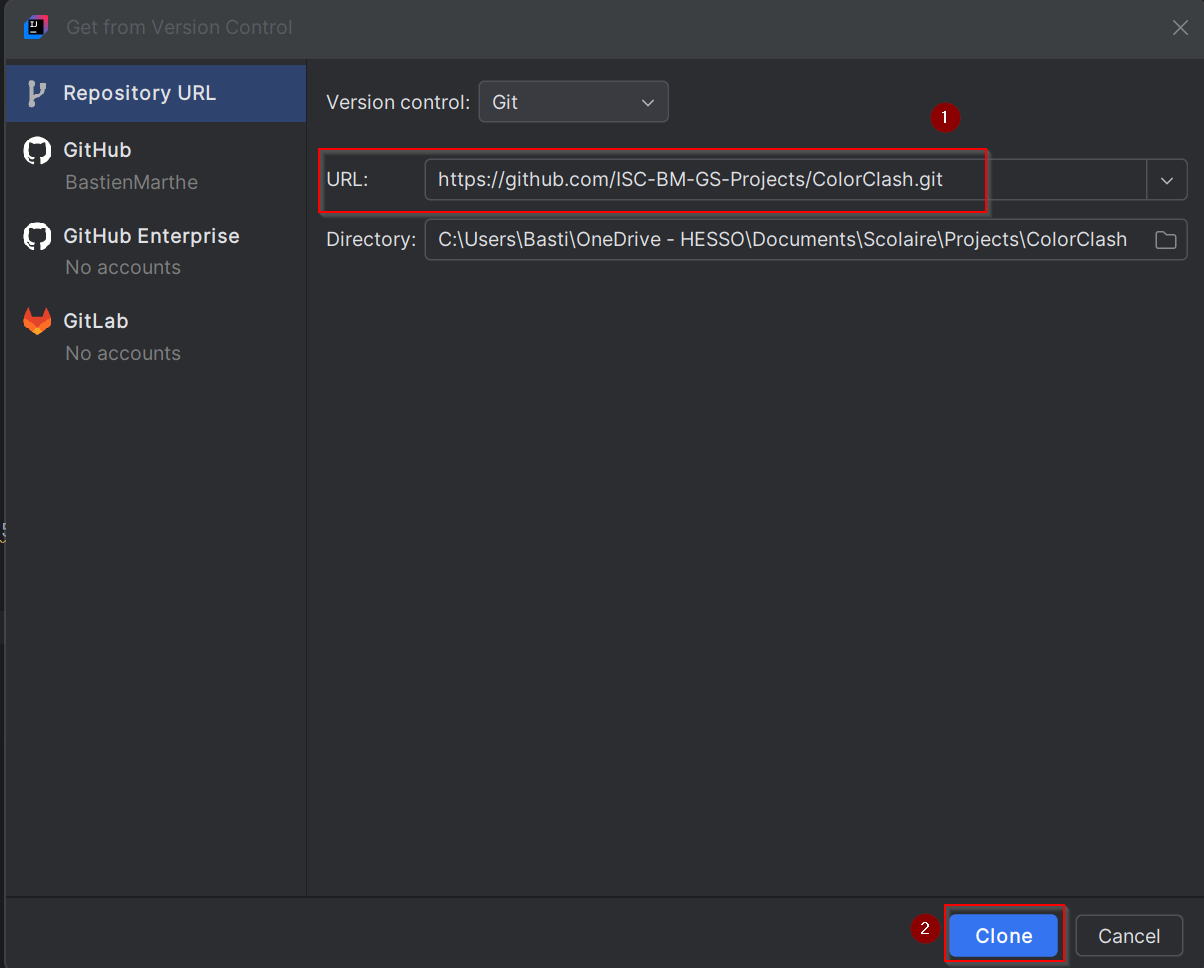 Get from Version Control
Repository URL
GitHub
BastienMarthe
GitHub Enterprise
No accounts
GitLab
No accounts
Version control: Git
1
URL: https://github.com/ISC-BM-GS-Projects/ColorClash.git
Directory: C:\Users\Basti\OneDrive - HESSO\Documents\Scolaire\Projects\ColorClash
2
Clone
Cancel